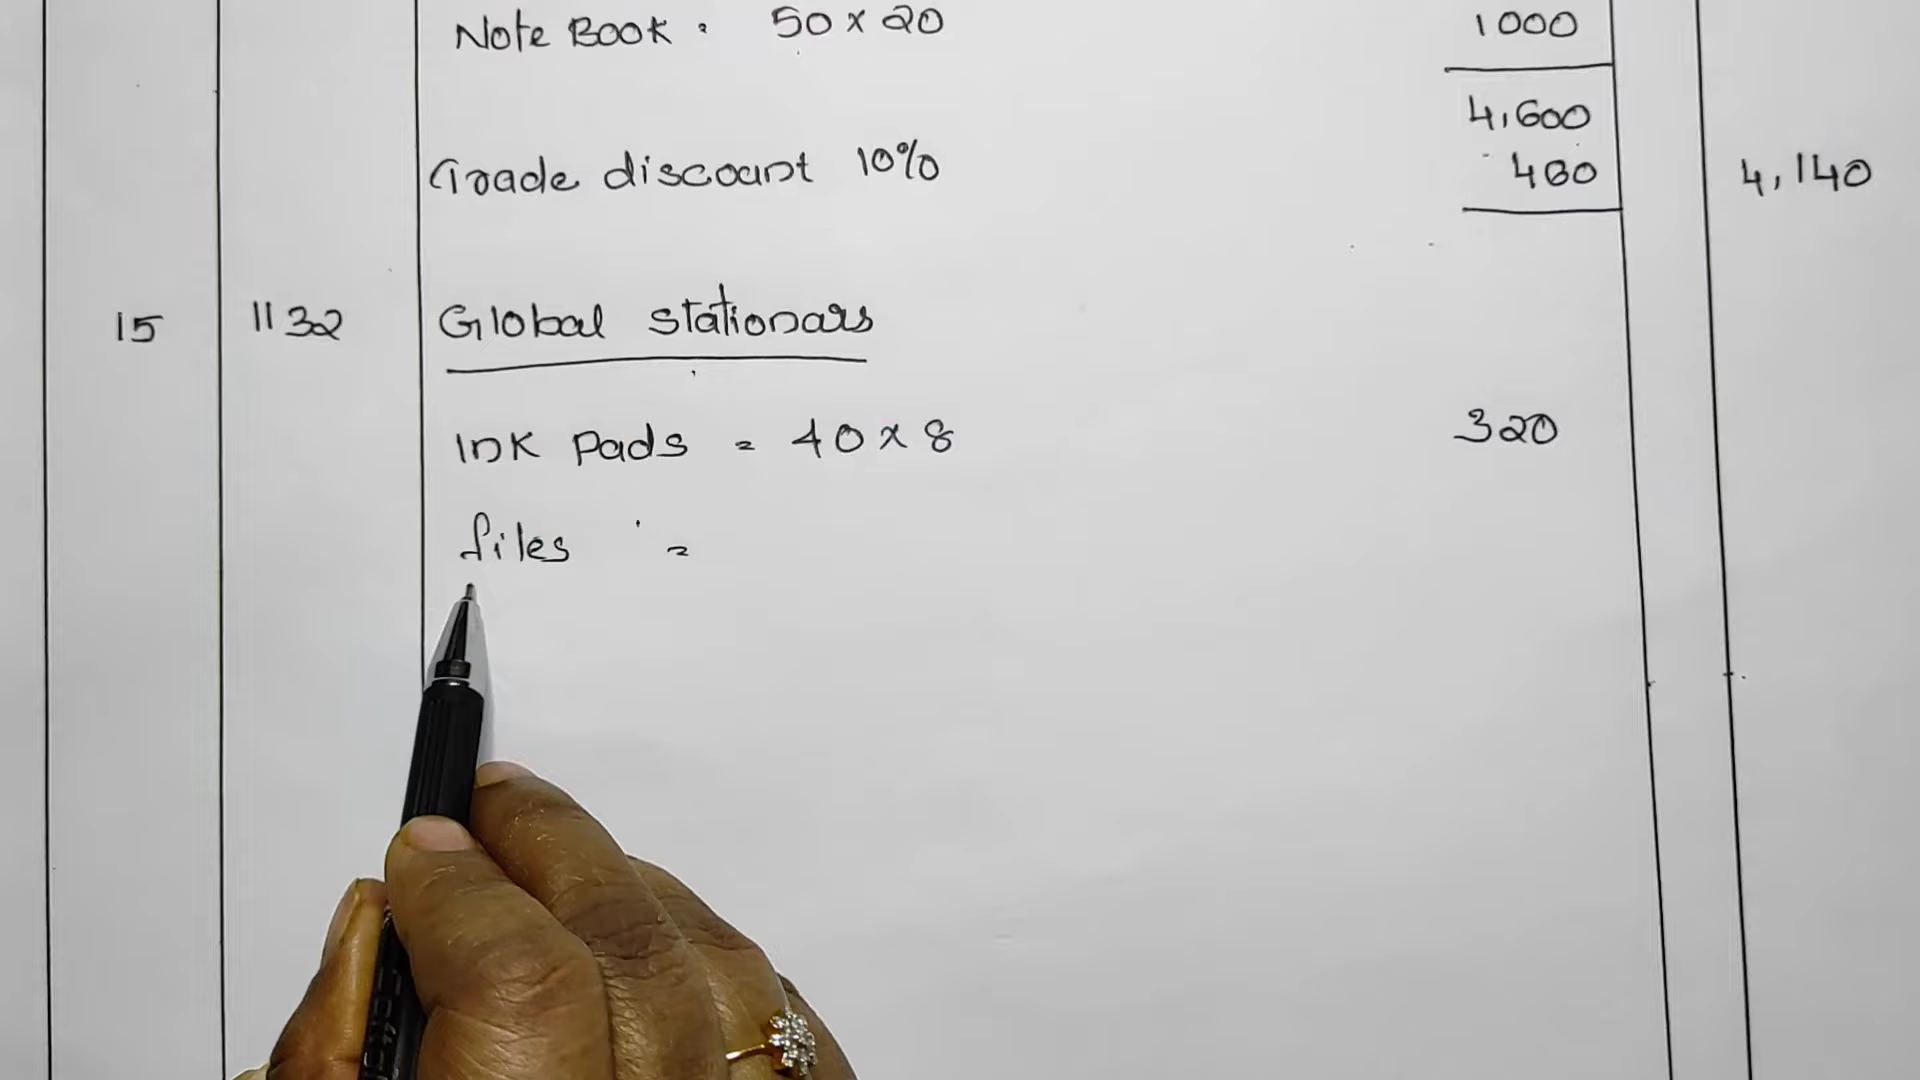 Note Book = 50 x 20 1000
4,600
Trade discount 10% 460 4,140
15 1132 Global stationars
Ink Pads = 40 x 8 320
files =